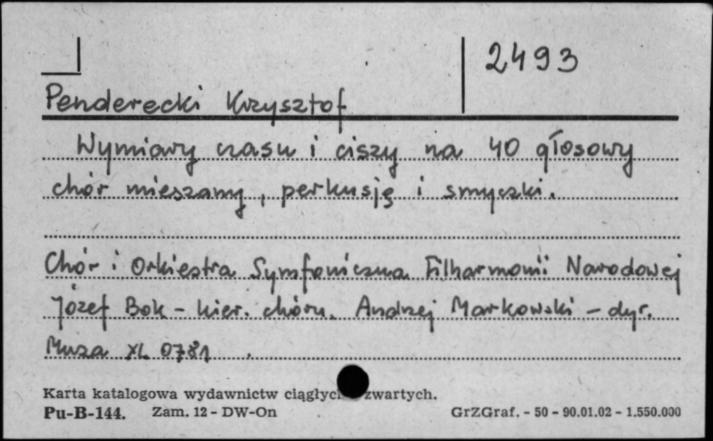 2493
Penderecki Krzysztof
Wymiary czasu i ciszy na 40 głosowy
chór mieszany, perkusję i smyczki.
Chór i Orkiestra Symfoniczna Filharmonii Narodowej
Józef Bok - kier. chóru. Andrzej Markowski - dyr.
Muza XL 0781.
Karta katalogowa wydawnictw zwartych.
Pu-B-144. Zam. 12 - DW-On GrZGraf. - 50 - 90.01.02 - 1.550.000